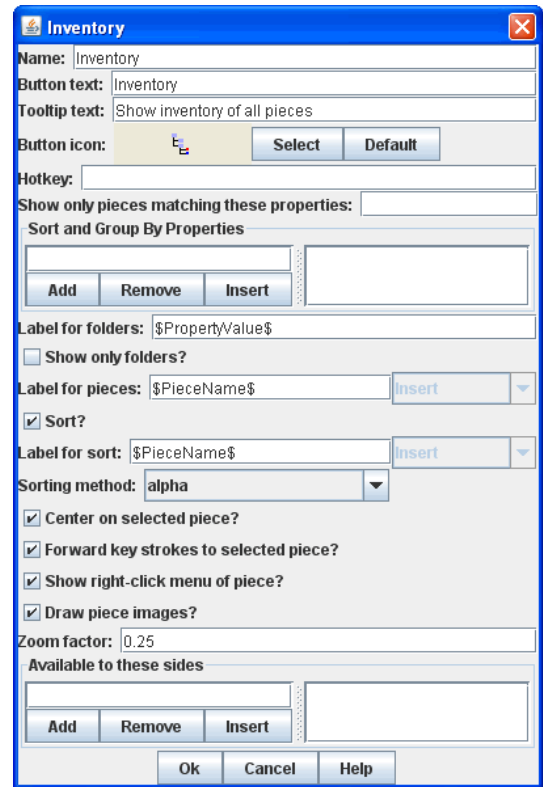 Inventory
Name: Inventory
Button text: Inventory
Tooltip text: Show inventory of all pieces
Button icon: Select Default
Hotkey:
Show only pieces matching these properties:
Sort and Group By Properties
Add Remove Insert
Label for folders: $PropertyValue$
Show only folders?
Label for pieces: $PieceName$ Insert
Sort?
Label for sort: $PieceName$ Insert
Sorting method: alpha
Center on selected piece?
Forward key strokes to selected piece?
Show right-click menu of piece?
Draw piece images?
Zoom factor: 0.25
Available to these sides
Add Remove Insert
Ok Cancel Help